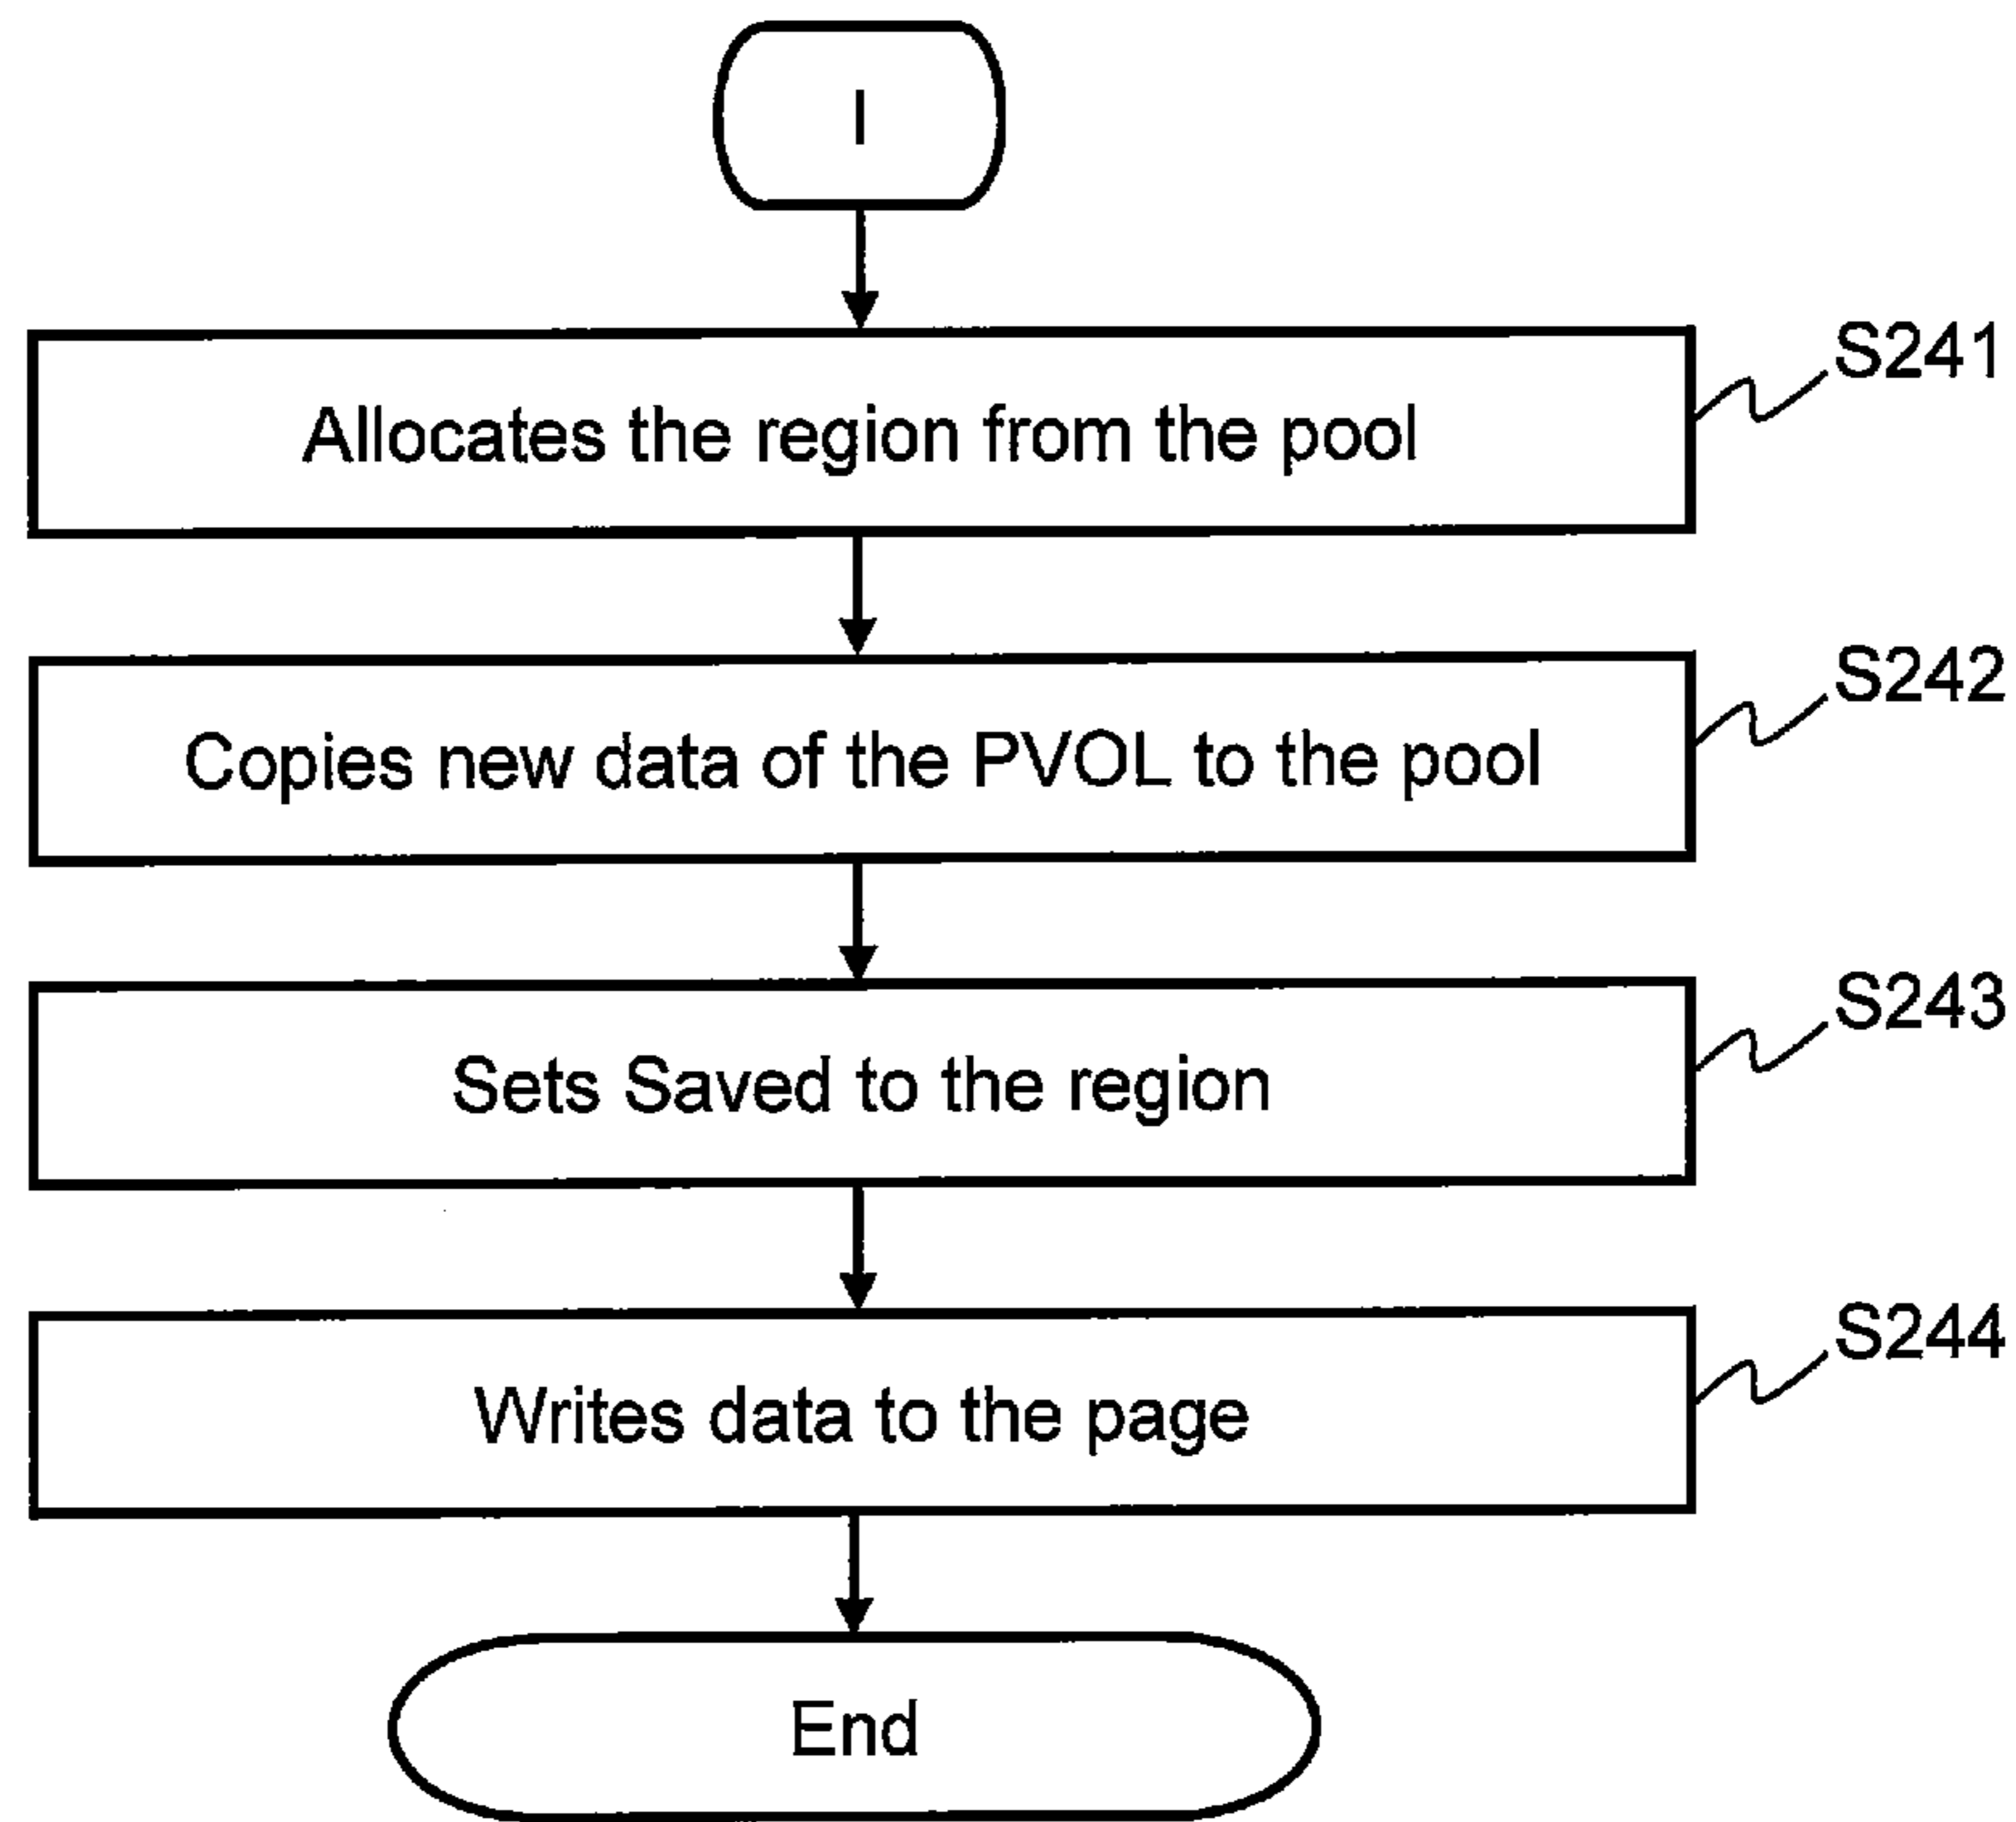 I
Allocates the region from the pool
S241
Copies new data of the PVOL to the pool
S242
Sets Saved to the region
S243
Writes data to the page
S244
End